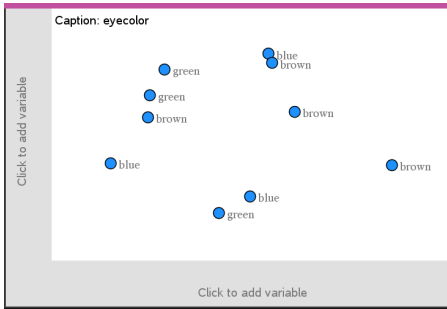 Caption: eyecolor
blue
brown
green
green
brown
brown
blue
brown
blue
green
Click to add variable
Click to add variable